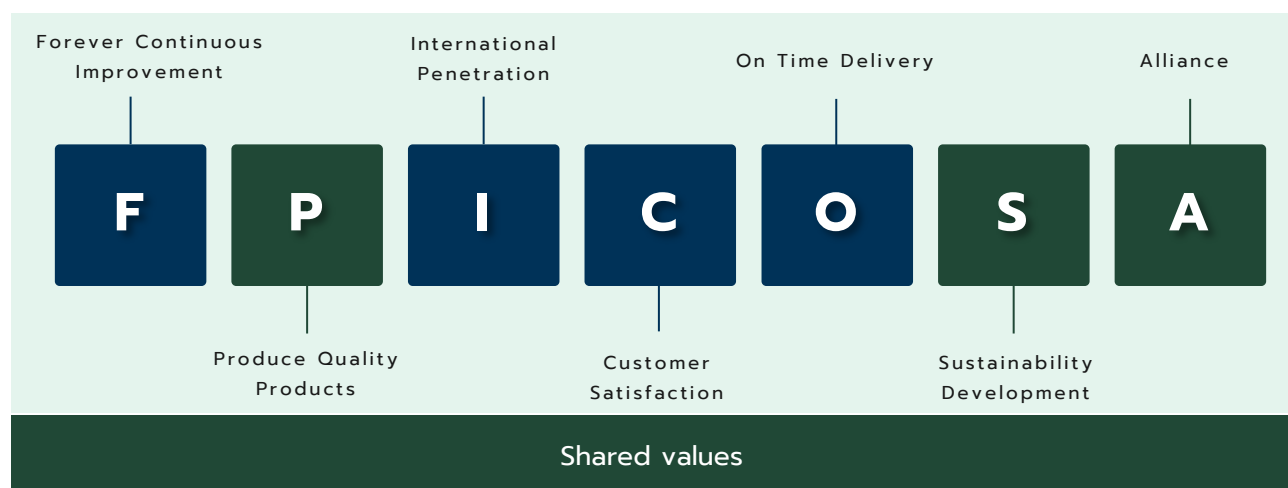 Forever Continuous
Improvement
International
Penetration
On Time Delivery
Alliance
F P I C O S A
Produce Quality
Products
Customer
Satisfaction
Sustainability
Development
Shared values